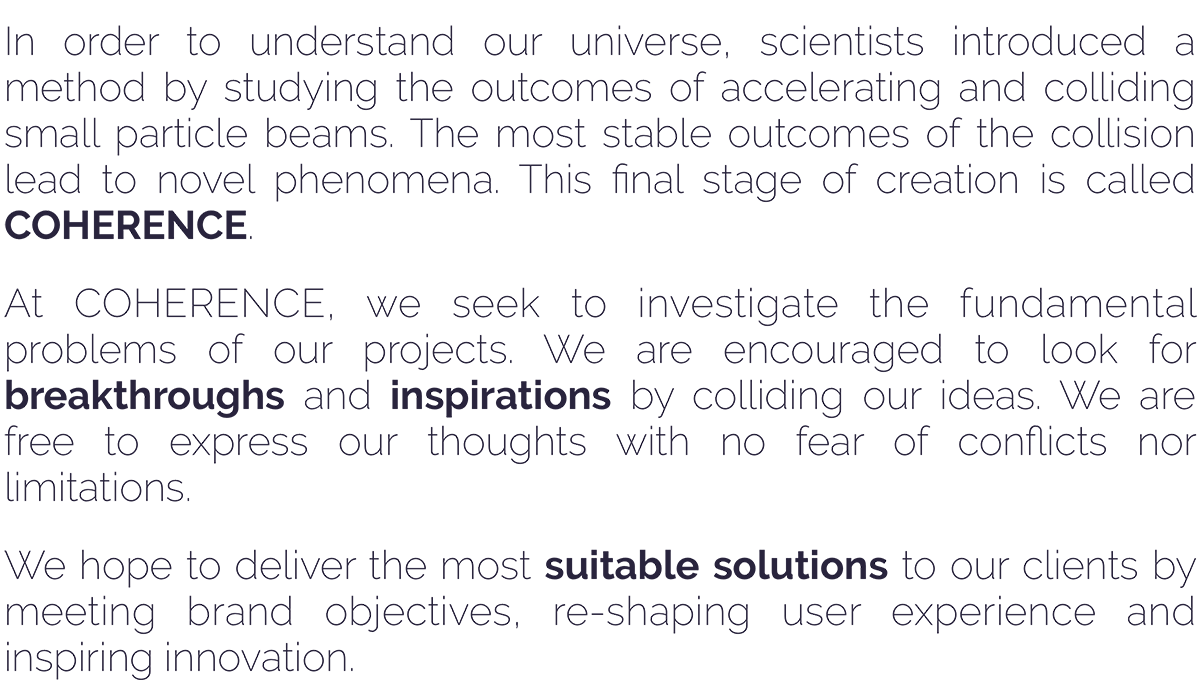 In order to understand our universe, scientists introduced a
method by studying the outcomes of accelerating and colliding
small particle beams. The most stable outcomes of the collision
lead to novel phenomena. This final stage of creation is called
COHERENCE.
At COHERENCE, we seek to investigate the fundamental
problems of our projects. We are encouraged to look for
breakthroughs and inspirations by colliding our ideas. We are
free to express our thoughts with no fear of conflicts nor
limitations.
We hope to deliver the most suitable solutions to our clients by
meeting brand objectives, re-shaping user experience and
inspiring innovation.